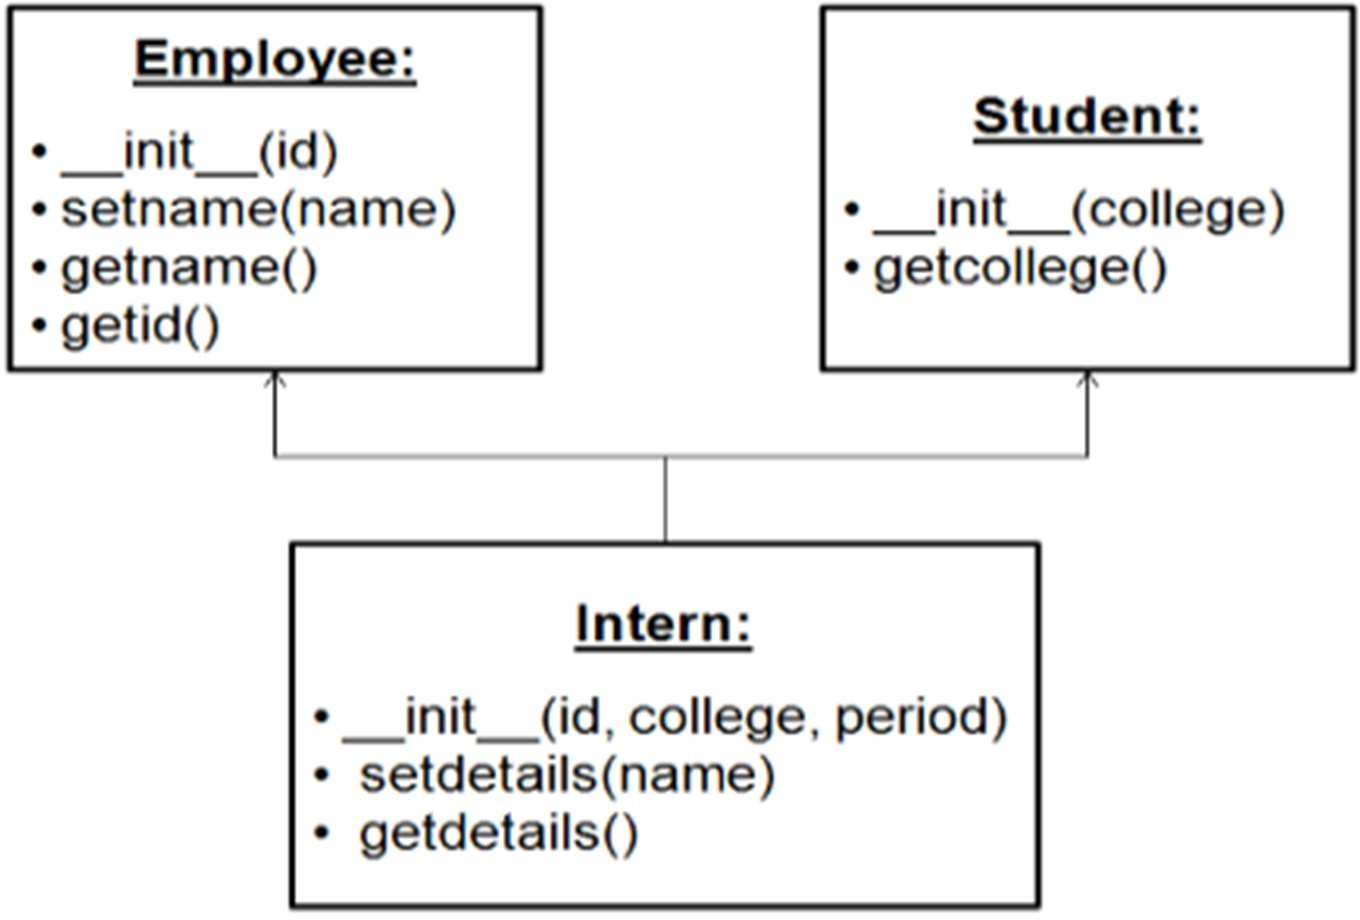 Employee:
• __init__(id)
• setname(name)
• getname()
• getid()
Student:
• __init__(college)
• getcollege()
Intern:
• __init__(id, college, period)
• setdetails(name)
• getdetails()